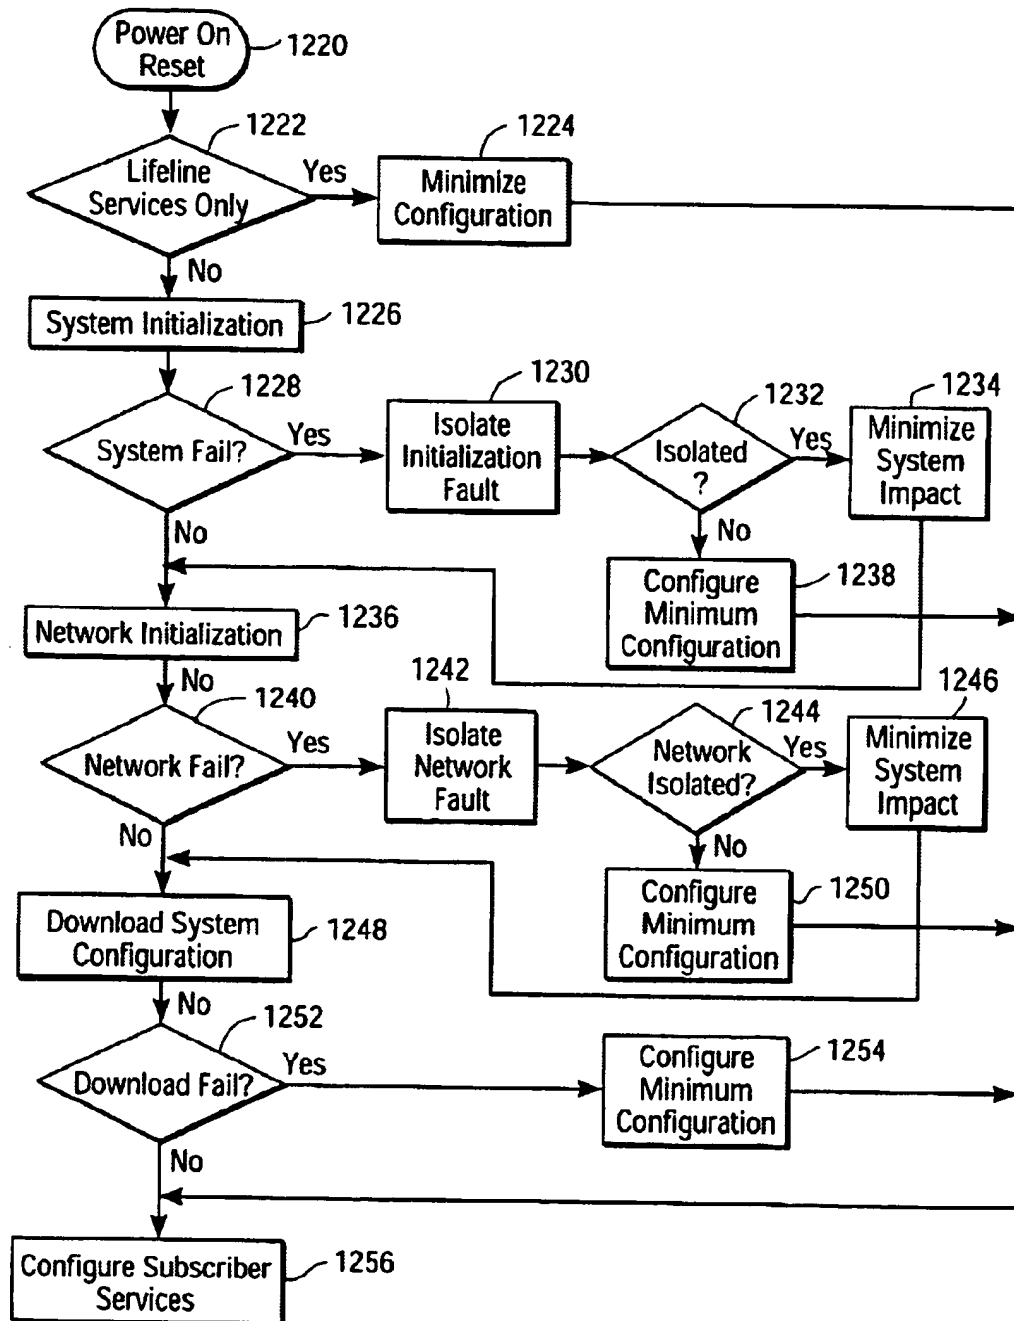 Power On
Reset
1220
1222
Lifeline
Services Only
Yes
1224
Minimize
Configuration
No
System Initialization
1226
1228
System Fail?
Yes
1230
Isolate
Initialization
Fault
1232
Isolated
?
Yes
1234
Minimize
System
Impact
No
No
Configure
Minimum
Configuration
1238
Network Initialization
1236
No
1240
Network Fail?
Yes
1242
Isolate
Network
Fault
1244
Network
Isolated?
Yes
1246
Minimize
System
Impact
No
No
Configure
Minimum
Configuration
1250
Download System
Configuration
1248
No
1252
Download Fail?
Yes
Configure
Minimum
Configuration
1254
No
Configure Subscriber
Services
1256